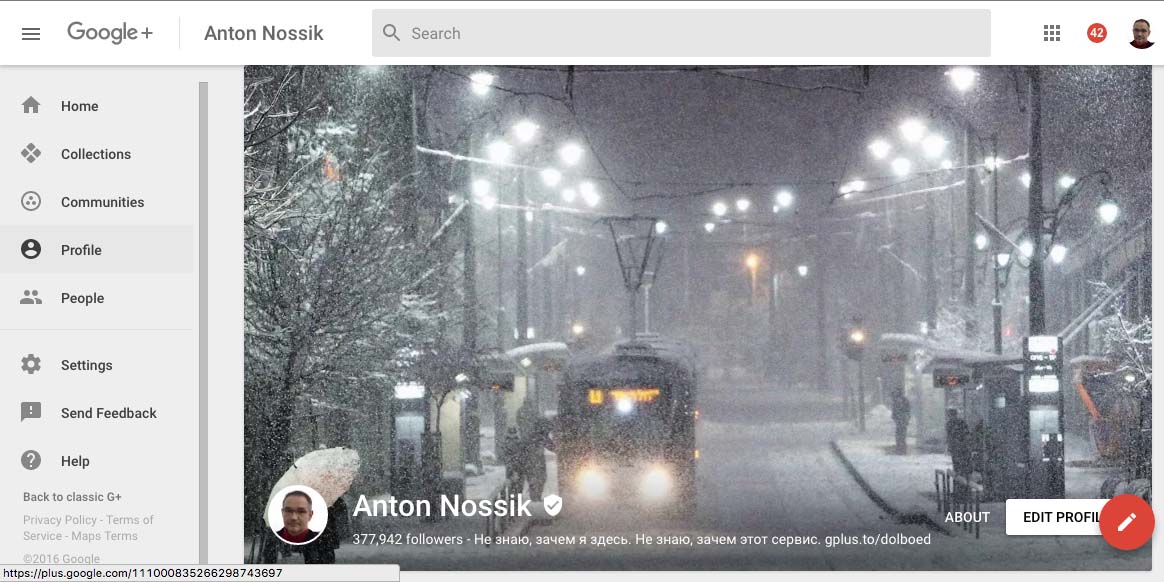 Google+
Anton Nossik
Search
42
Home
Collections
Communities
Profile
People
Settings
Send Feedback
Help
Back to classic G+
Privacy Policy - Terms of
Service - Maps Terms
©2016 Google
Anton Nossik
377,942 followers - Не знаю, зачем я здесь. Не знаю, зачем этот сервис. gplus.to/dolboed
ABOUT
EDIT PROFIL
https://plus.google.com/111000835266298743697